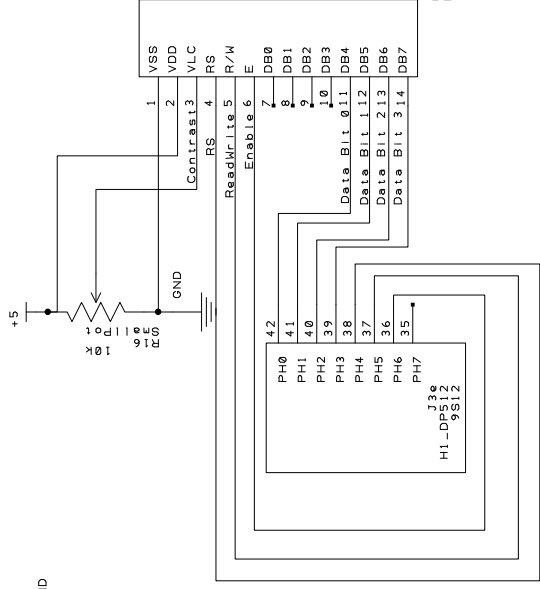 VSS
VDD
VLC
RS
R/W
E
DB0
DB1
DB2
DB3
DB4
DB5
DB6
DB7
1
2
Contrast 3
RS 4
ReadWrite 5
Enable 6
7
8
9
10
Data Bit 0 11
Data Bit 1 12
Data Bit 2 13
Data Bit 3 14
+5
R16
SmallPot
10k
GND
42
41
40
39
38
37
36
35
PH0
PH1
PH2
PH3
PH4
PH5
PH6
PH7
J3e
H1_DP512
9S12